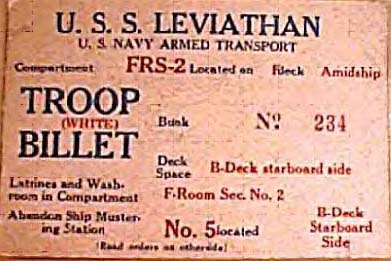 U. S. S. LEVIATHAN
U. S. NAVY ARMED TRANSPORT
Compartment FRS-2 Located on F Deck Amidship
TROOP
(WHITE)
BILLET
Bunk No 234
Deck Space B-Deck starboard side
Latrines and Wash-
room in Compartment F-Room Sec. No. 2
Abandon Ship Muster-
ing Station No. 5 located B-Deck
Starboard
Side
(Read orders on otherside)